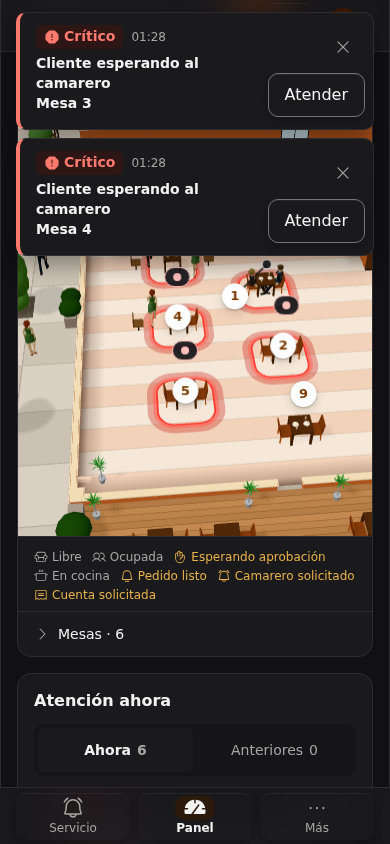 Crítico 01:28
Cliente esperando al
camarero
Mesa 3
Atender
Crítico 01:28
Cliente esperando al
camarero
Mesa 4
Atender
1
4
2
5
9
Libre Ocupada Esperando aprobación
En cocina Pedido listo Camarero solicitado
Cuenta solicitada
Mesas · 6
Atención ahora
Ahora 6 Anteriores 0
Servicio Panel Más